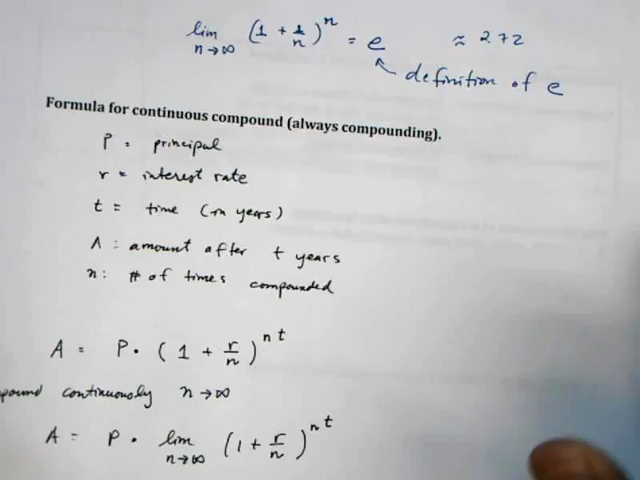 lim n→∞ (1 + 1/n)^n = e ≈ 2.72
definition of e
Formula for continuous compound (always compounding).
P = principal
r = interest rate
t = time (in years)
A : amount after t years
n : # of times compounded
A = P • (1 + r/n)^nt
continuously n→∞
A = P • lim n→∞ (1 + r/n)^nt